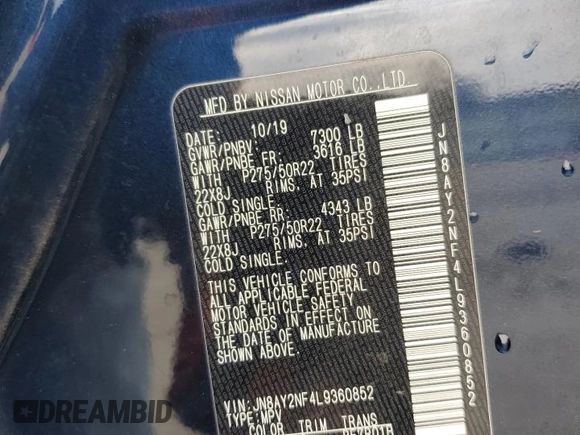 MFD BY NISSAN MOTOR CO.,LTD.
DATE: 10/19
GVWR/PNBV: 7300 LB
GAWR/PNBE FR: 3616 LB
WITH P275/50R22 TIRES
22X8J RIMS, AT 35PSI
COLD SINGLE.
GAWR/PNBE RR: 4343 LB
WITH P275/50R22 TIRES
22X8J RIMS, AT 35PSI
COLD SINGLE.
THIS VEHICLE CONFORMS TO
ALL APPLICABLE FEDERAL
MOTOR VEHICLE SAFETY
STANDARDS IN EFFECT ON
THE DATE OF MANUFACTURE
SHOWN ABOVE.
VIN:JN8AY2NF4L9360852
TYPE:MPV
COLOR TRIM TRANS
JN8AY2NF4L9360852
STAT.VIN
AUTOBIDHISTORY